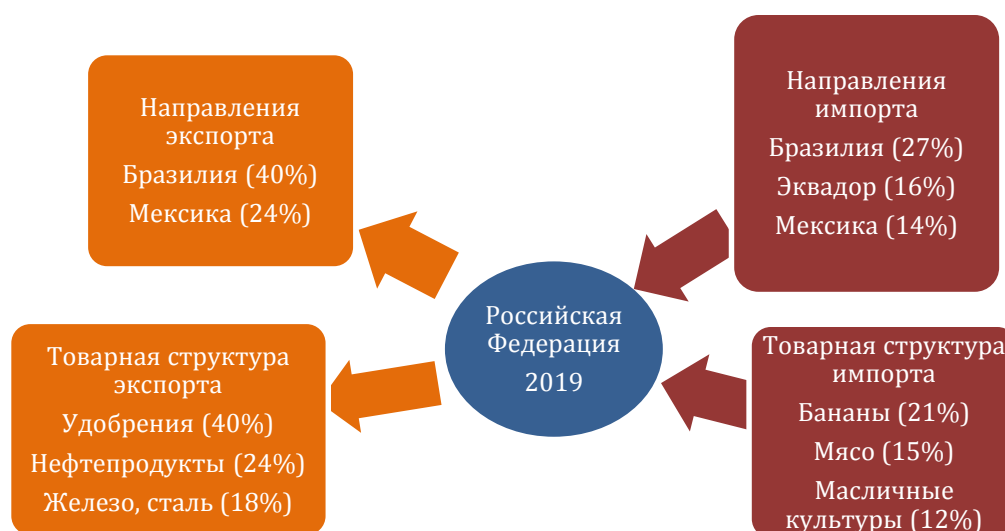 Направления
экспорта
Бразилия (40%)
Мексика (24%)
Направления
импорта
Бразилия (27%)
Эквадор (16%)
Мексика (14%)
Российская
Федерация
2019
Товарная структура
экспорта
Удобрения (40%)
Нефтепродукты (24%)
Железо, сталь (18%)
Товарная структура
импорта
Бананы (21%)
Мясо (15%)
Масличные
культуры (12%)